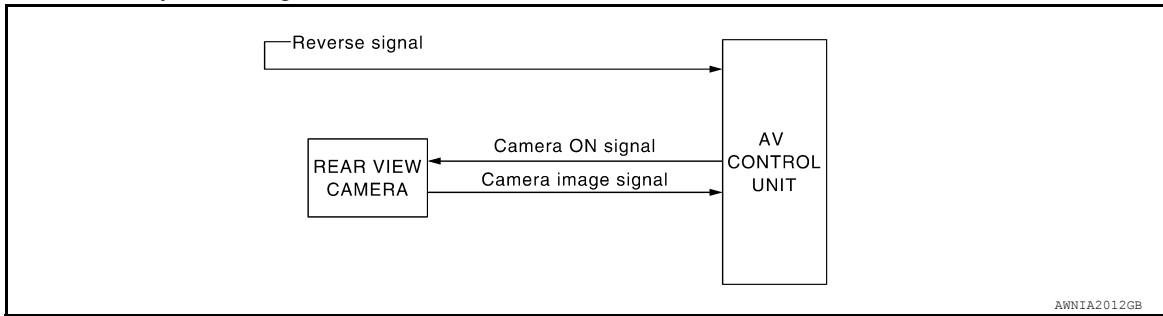 Reverse signal
Camera ON signal
REAR VIEW
CAMERA
Camera image signal
AV
CONTROL
UNIT
AWNIA2012GB